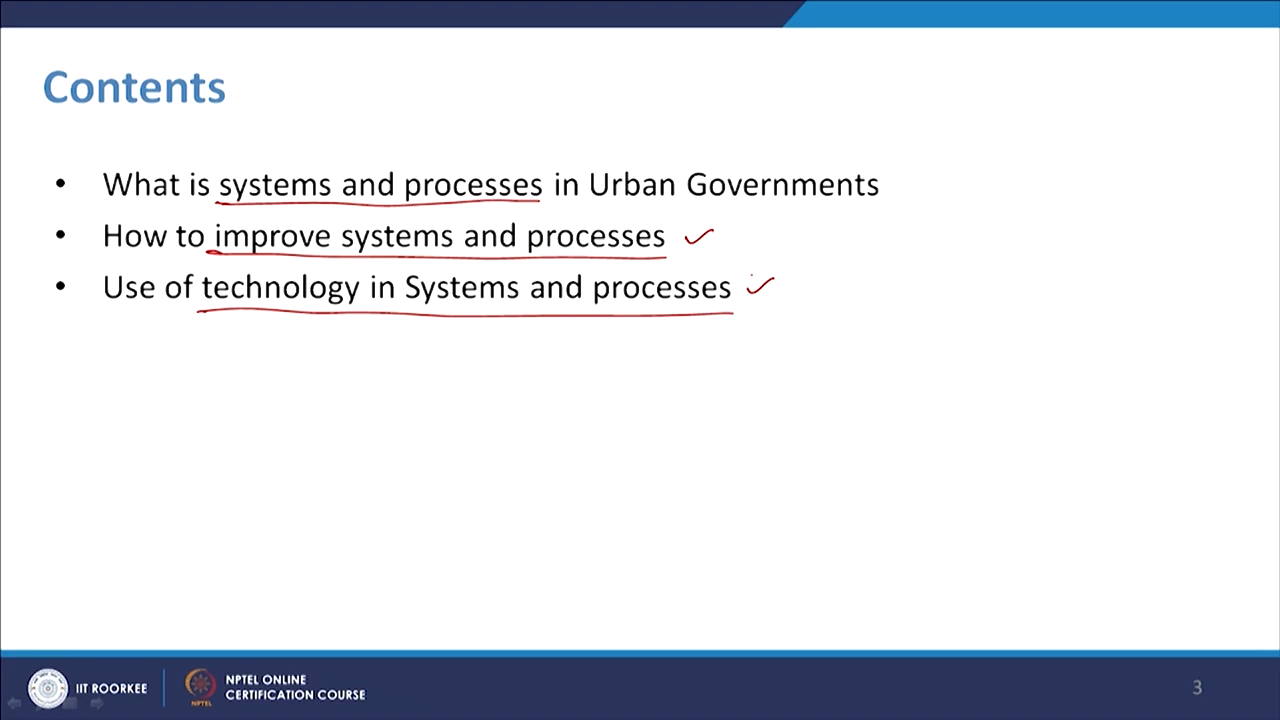 Contents
• What is systems and processes in Urban Governments
• How to improve systems and processes
• Use of technology in Systems and processes
IIT ROORKEE
NPTEL
NPTEL ONLINE
CERTIFICATION COURSE
3